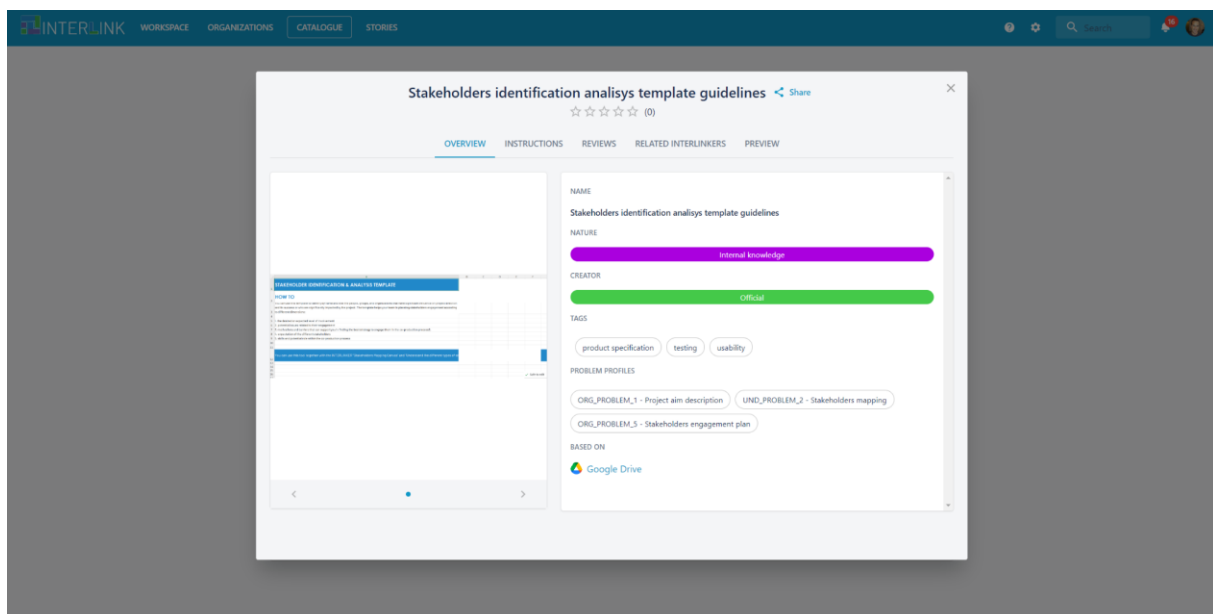 INTERLINK WORKSPACE ORGANIZATIONS CATALOGUE STORIES Search 16
Stakeholders identification analisys template guidelines Share
(0)
OVERVIEW INSTRUCTIONS REVIEWS RELATED INTERLINKERS PREVIEW
STAKEHOLDER IDENTIFICATION & ANALISYS TEMPLATE
HOW TO
NAME
Stakeholders identification analisys template guidelines
NATURE
Internal knowledge
CREATOR
Official
TAGS
product specification testing usability
PROBLEM PROFILES
ORG_PROBLEM_1 - Project aim description UND_PROBLEM_2 - Stakeholders mapping
ORG_PROBLEM_5 - Stakeholders engagement plan
BASED ON
Google Drive